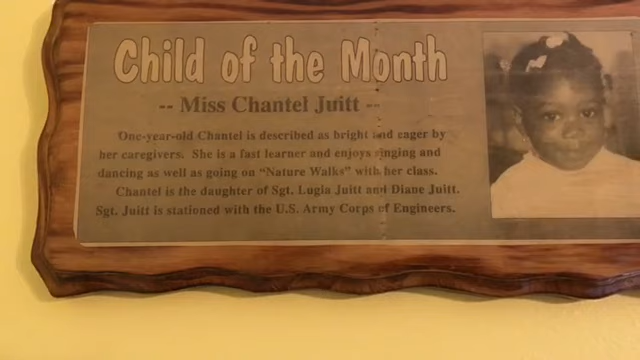 Child of the Month
-- Miss Chantel Juitt --
One-year-old Chantel is described as bright and eager by
her caregivers. She is a fast learner and enjoys singing and
dancing as well as going on "Nature Walks" with her class.
Chantel is the daughter of Sgt. Lugia Juitt and Diane Juitt.
Sgt. Juitt is stationed with the U.S. Army Corps of Engineers.